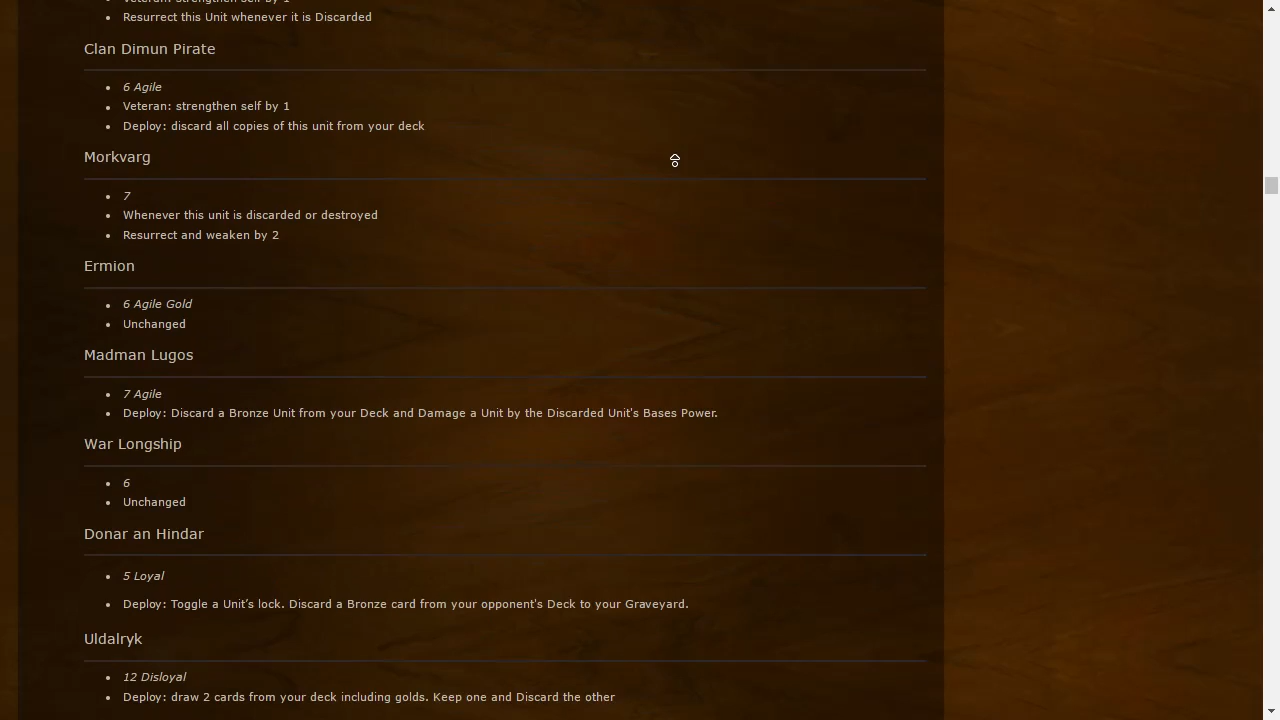 Resurrect this Unit whenever it is Discarded
Clan Dimun Pirate
6 Agile
Veteran: strengthen self by 1
Deploy: discard all copies of this unit from your deck
Morkvarg
7
Whenever this unit is discarded or destroyed
Resurrect and weaken by 2
Ermion
6 Agile Gold
Unchanged
Madman Lugos
7 Agile
Deploy: Discard a Bronze Unit from your Deck and Damage a Unit by the Discarded Unit's Bases Power.
War Longship
6
Unchanged
Donar an Hindar
5 Loyal
Deploy: Toggle a Unit's lock. Discard a Bronze card from your opponent's Deck to your Graveyard.
Uldalryk
12 Disloyal
Deploy: draw 2 cards from your deck including golds. Keep one and Discard the other